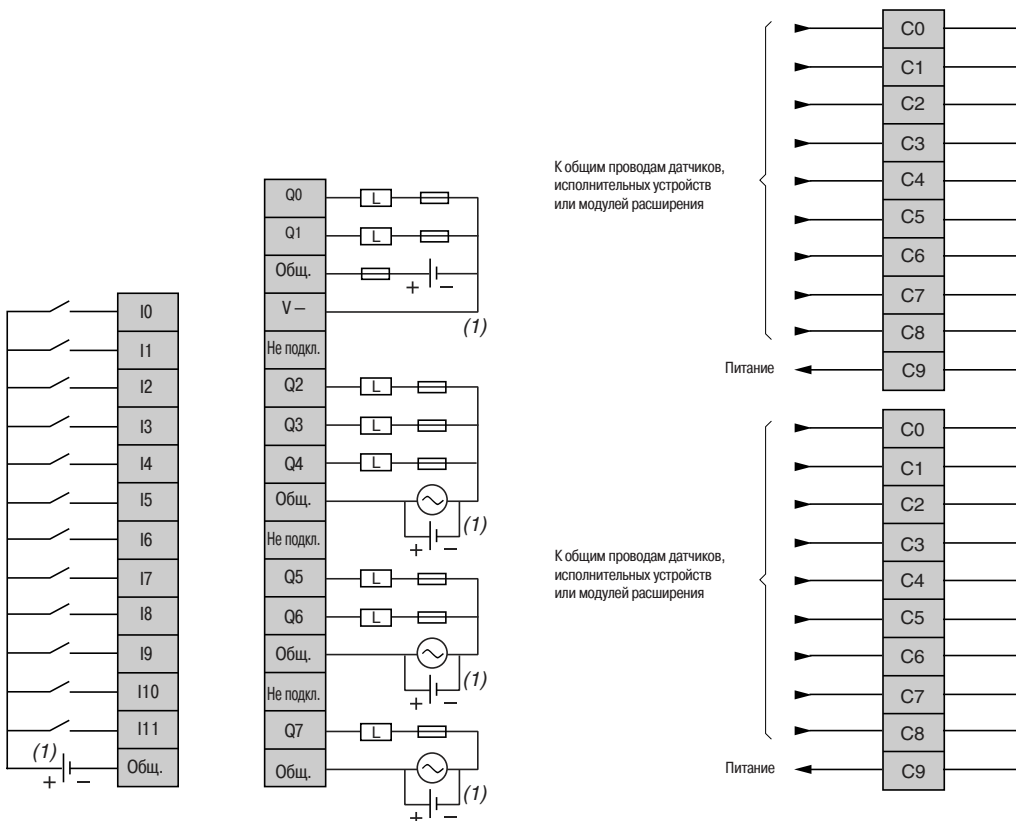 I0
I1
I2
I3
I4
I5
I6
I7
I8
I9
I10
I11
Общ.
(1)
+ –
Q0
L
Q1
L
Общ.
+ –
V –
(1)
Не подкл.
Q2
L
Q3
L
Q4
L
Общ.
(1)
+ –
Не подкл.
Q5
L
Q6
L
Общ.
(1)
+ –
Не подкл.
Q7
L
Общ.
(1)
+ –
К общим проводам датчиков,
исполнительных устройств
или модулей расширения
Питание
C0
C1
C2
C3
C4
C5
C6
C7
C8
C9
К общим проводам датчиков,
исполнительных устройств
или модулей расширения
Питание
C0
C1
C2
C3
C4
C5
C6
C7
C8
C9